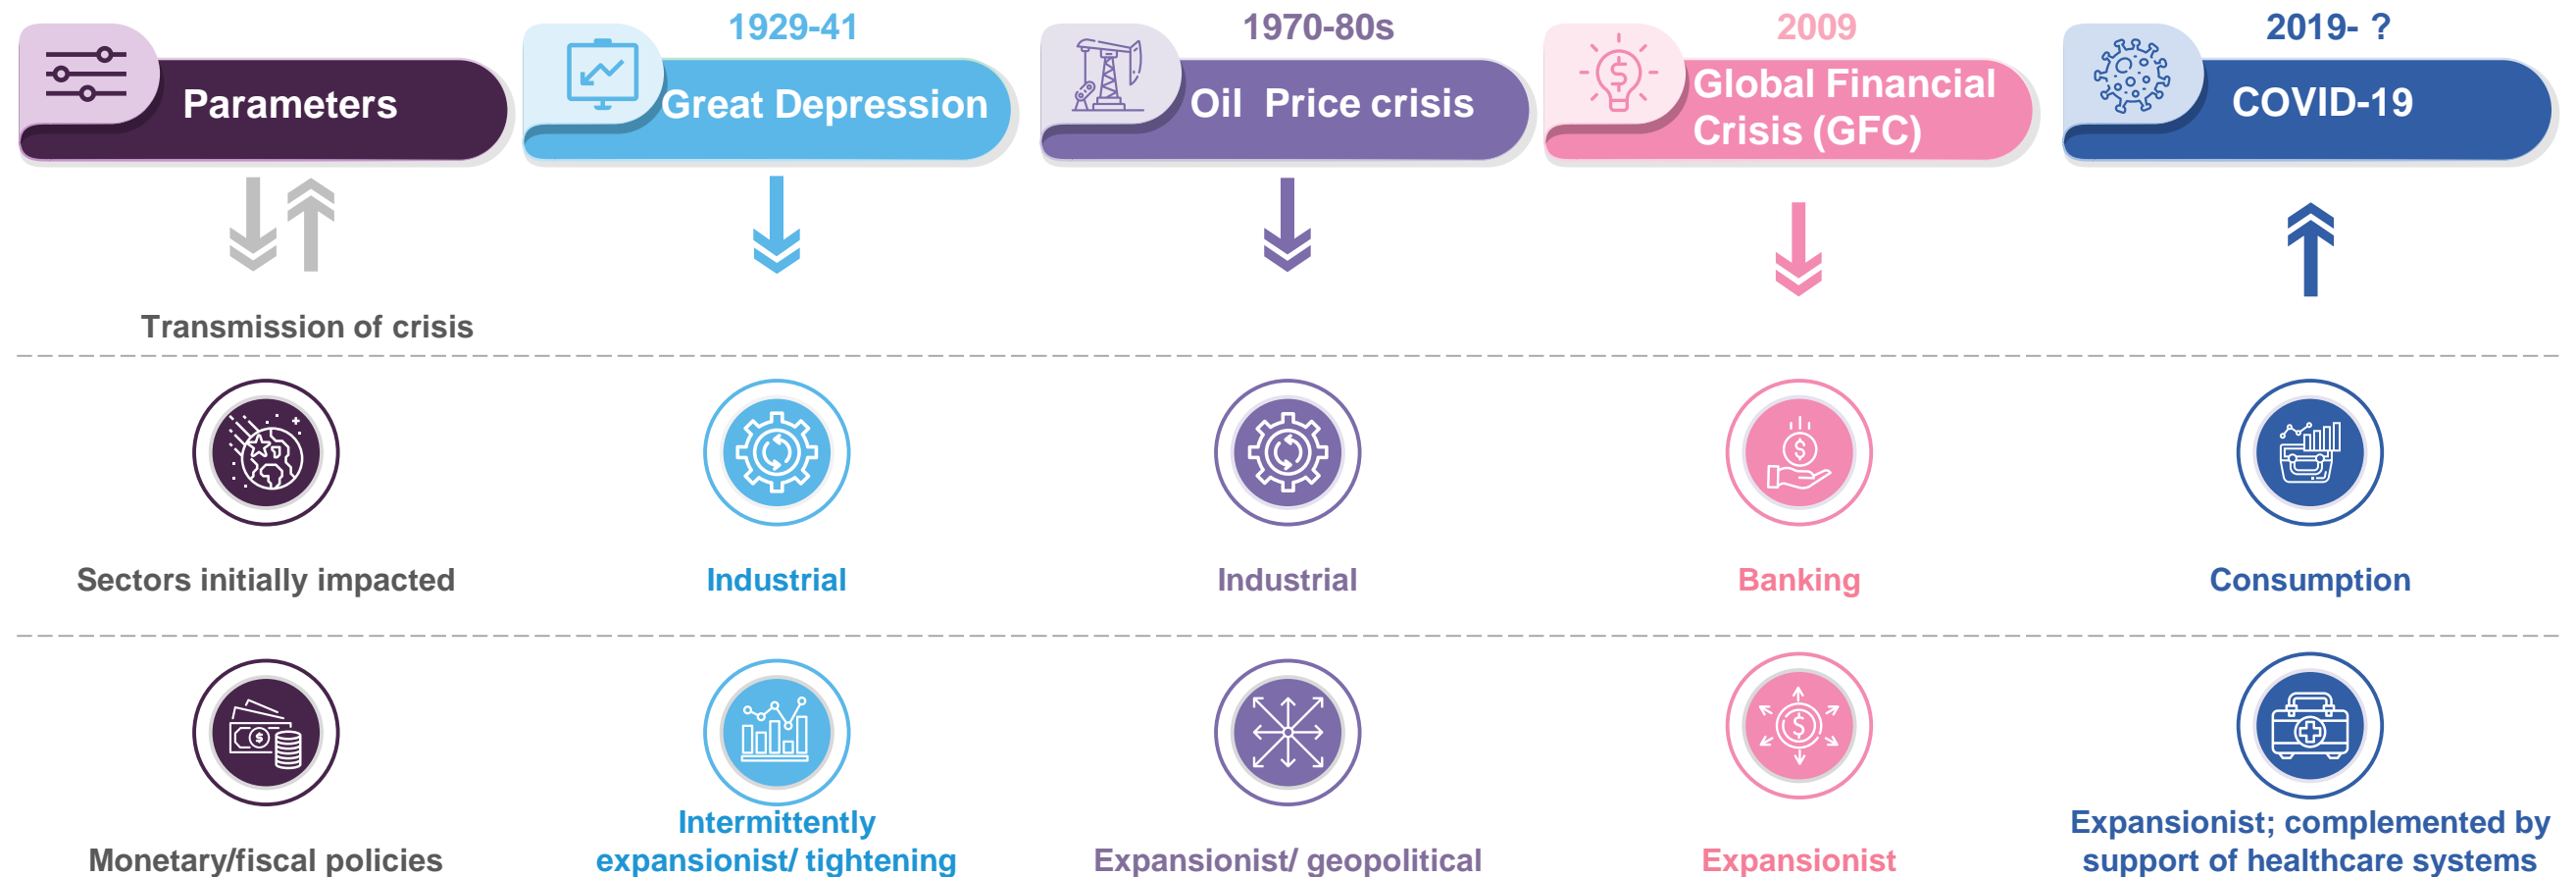 1929-41
1970-80s
2009
2019- ?
Parameters
Great Depression
Oil Price crisis
Global Financial
Crisis (GFC)
COVID-19
Transmission of crisis
Sectors initially impacted
Industrial
Industrial
Banking
Consumption
Monetary/fiscal policies
Intermittently
expansionist/ tightening
Expansionist/ geopolitical
Expansionist
Expansionist; complemented by
support of healthcare systems